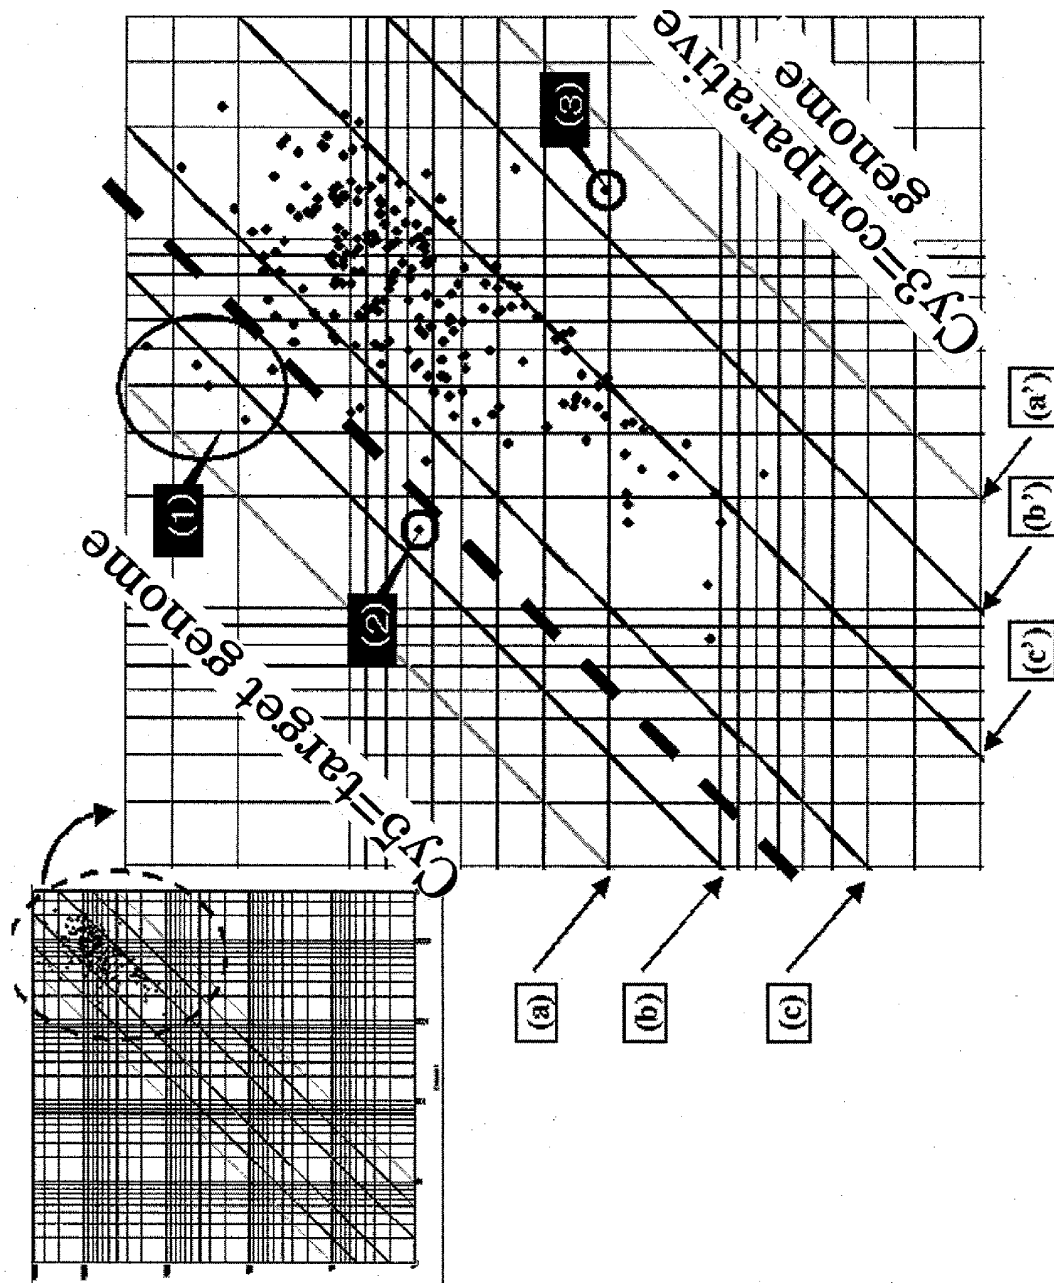 (1)
(2)
(3)
Cy5=target genome
Cy3=comparative
genome
(a)
(b)
(c)
(a')
(b')
(c')